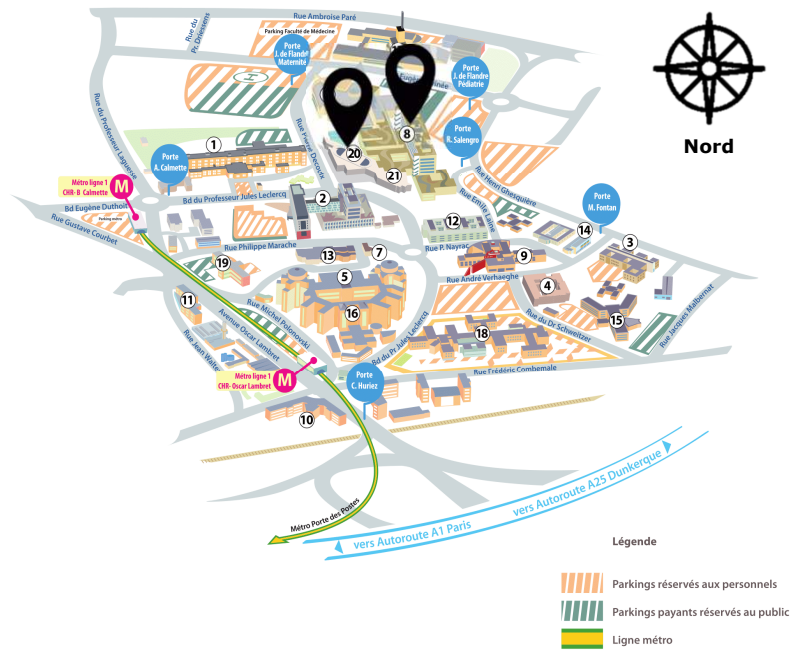 Rue Ambroise Paré
Rue du
Pr. Driessens
Parking Faculté de Médecine
Porte
J. de Flandre
Maternité
Porte
J. de Flandre
Pédiatrie
H
Nord
Rue du Professeur Laguesse
Rue Pierre Decoulx
8
20
21
1
Porte
R. Salengro
Porte
A. Calmette
Rue Henri Ghesquière
Métro ligne 1
CHR-B Calmette
M
Bd du Professeur Jules Leclercq
2
Rue Emile Laine
Porte
M. Fontan
Bd Eugène Duthoit
Parking métro
Rue Gustave Courbet
12
14
3
Rue Philippe Marache
13
7
Rue P. Nayrac
9
19
5
Rue André Verhaeghe
4
11
16
Rue Michel Polonovski
Avenue Oscar Lambret
Bd du Pr Jules Leclercq
18
Rue du Dr Schweitzer
15
Rue Jacques Malbernat
Rue Jean Walter
Métro ligne 1
CHR- Oscar Lambret
M
Porte
C. Huriez
Rue Frédéric Combemale
10
Métro Porte des Postes
vers Autoroute A1 Paris
vers Autoroute A25 Dunkerque
Légende
Parkings réservés aux personnels
Parkings payants réservés au public
Ligne métro